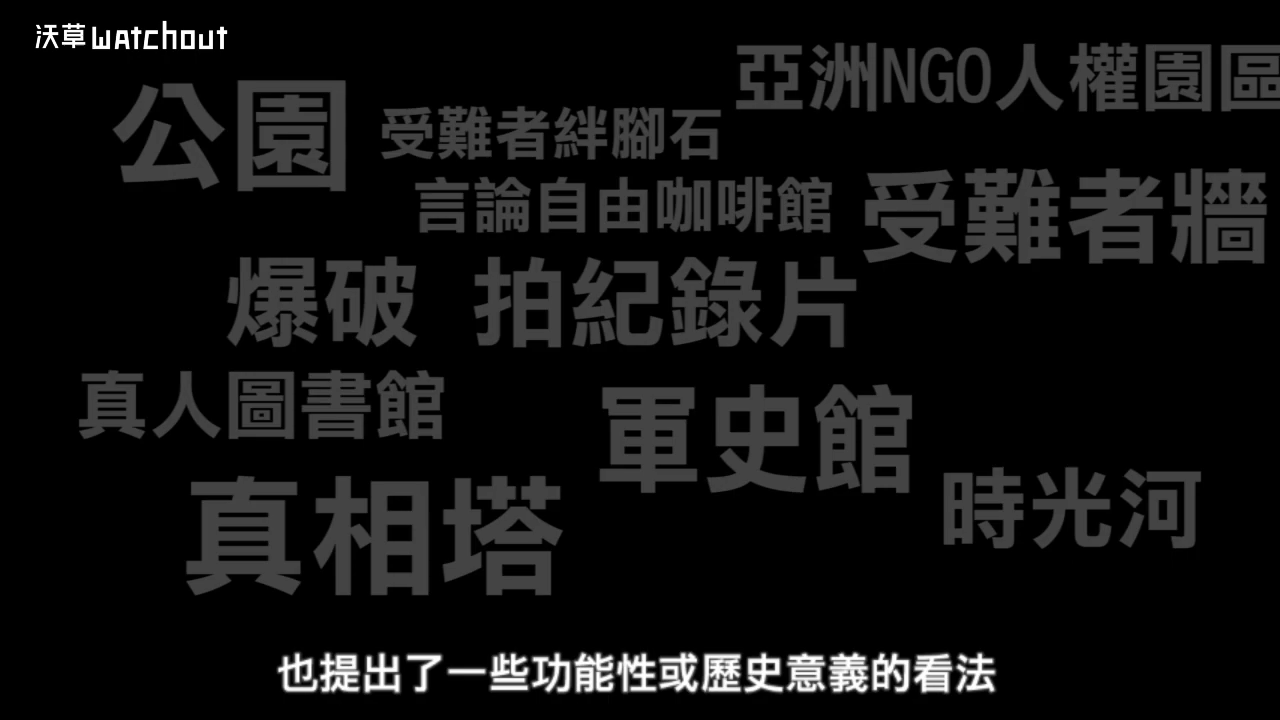 沃草watchout
亞洲NGO人權園區
公園
受難者絆腳石
言論自由咖啡館
受難者牆
爆破 拍紀錄片
真人圖書館
軍史館
時光河
真相塔
也提出了一些功能性或歷史意義的看法